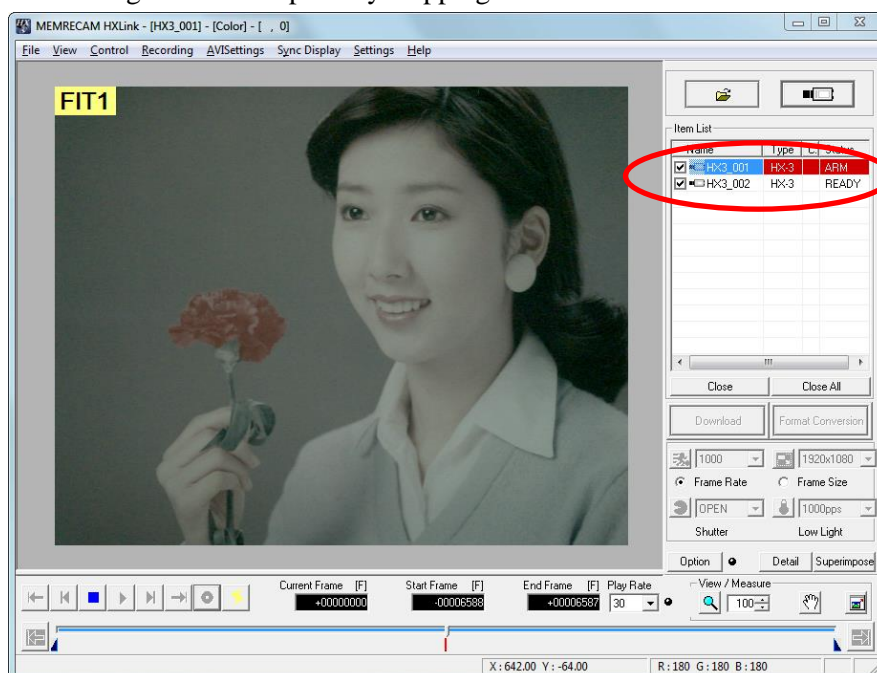 MEMRECAM HXLink - [HX3_001] - [Color] - [ , 0]
File View Control Recording AVISettings Sync Display Settings Help
FIT1
Item List
Name Type C. Status
HX3_001 HX-3 ARM
HX3_002 HX-3 READY
Close Close All
Download Format Conversion
1000 1920x1080
Frame Rate Frame Size
OPEN 1000pps
Shutter Low Light
Option Detail Superimpose
Current Frame [F] Start Frame [F] End Frame [F] Play Rate View / Measure
+00000000 -00006588 +00006587 30 100
X : 642.00 Y : -64.00 R : 180 G : 180 B : 180